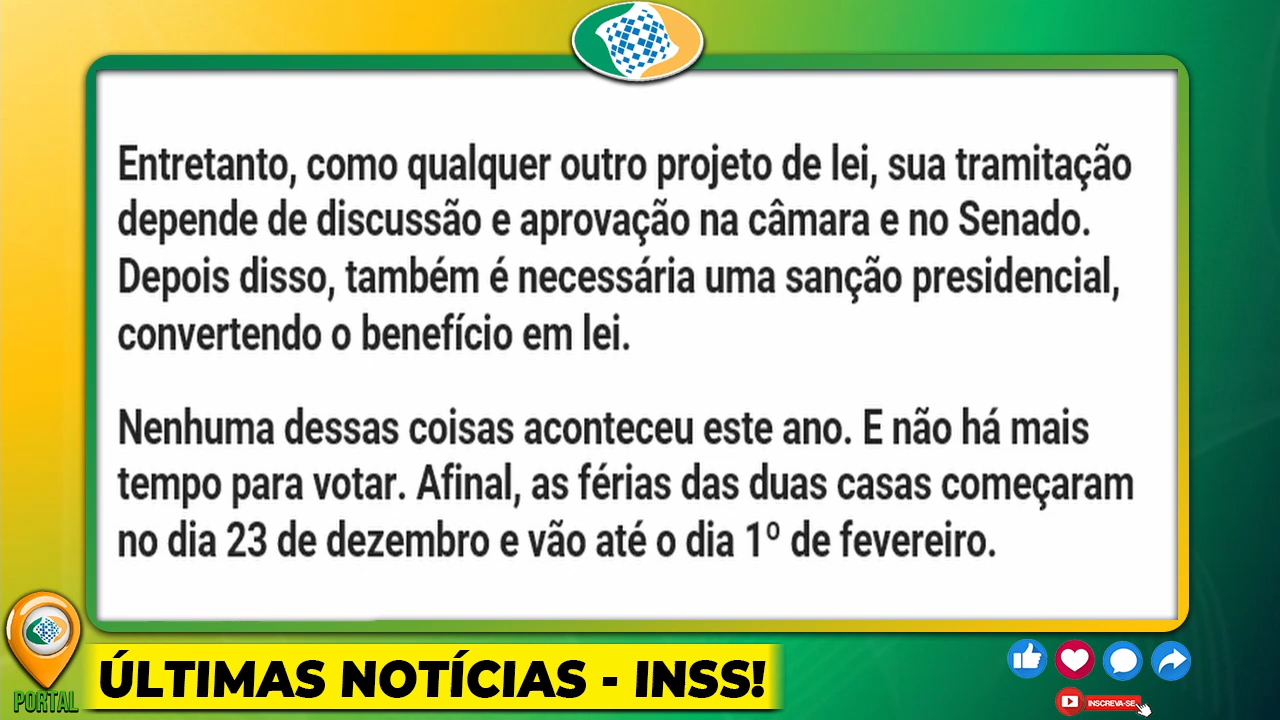 Entretanto, como qualquer outro projeto de lei, sua tramitação
depende de discussão e aprovação na câmara e no Senado.
Depois disso, também é necessária uma sanção presidencial,
convertendo o benefício em lei.
Nenhuma dessas coisas aconteceu este ano. E não há mais
tempo para votar. Afinal, as férias das duas casas começaram
no dia 23 de dezembro e vão até o dia 1º de fevereiro.
ÚLTIMAS NOTÍCIAS - INSS!
PORTAL
INSCREVA-SE